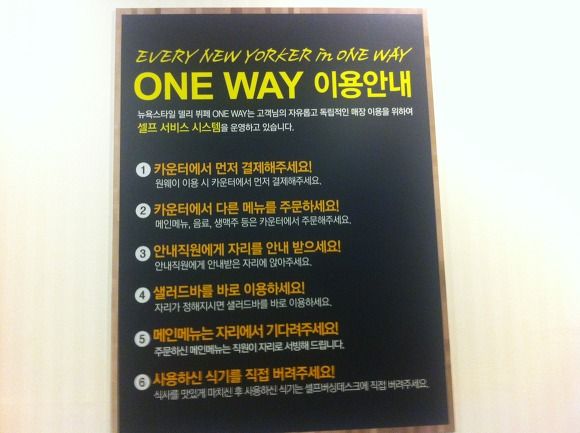 EVERY NEW YORKER in ONE WAY
ONE WAY 이용안내
뉴욕스타일 델리 뷔페 ONE WAY는 고객님의 자유롭고 독립적인 매장 이용을 위하여
셀프 서비스 시스템을 운영하고 있습니다.
1 카운터에서 먼저 결제해주세요!
원웨이 이용 시 카운터에서 먼저 결제해주세요.
2 카운터에서 다른 메뉴를 주문하세요!
메인메뉴, 음료, 생맥주 등은 카운터에서 주문해주세요.
3 안내직원에게 자리를 안내 받으세요!
안내직원에게 안내받은 자리에 앉아주세요.
4 샐러드바를 바로 이용하세요!
자리가 정해지시면 샐러드바를 바로 이용하세요.
5 메인메뉴는 자리에서 기다려주세요!
주문하신 메인메뉴는 직원이 자리로 서빙해 드립니다.
6 사용하신 식기를 직접 버려주세요!
식사를 맛있게 마치신 후 사용하신 식기는 셀프버싱데스크에 직접 버려주세요.